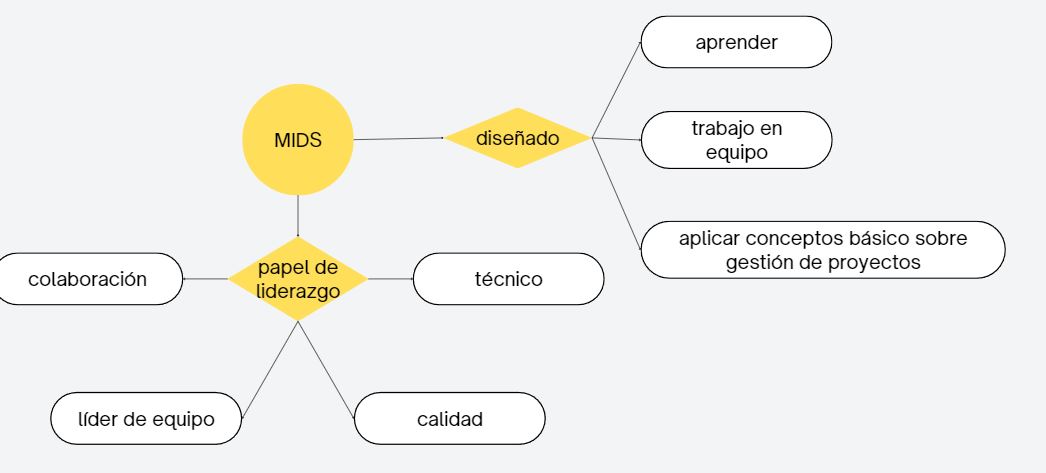 aprender
MIDS
diseñado
trabajo en
equipo
aplicar conceptos básico sobre
gestión de proyectos
colaboración
papel de
liderazgo
técnico
líder de equipo
calidad